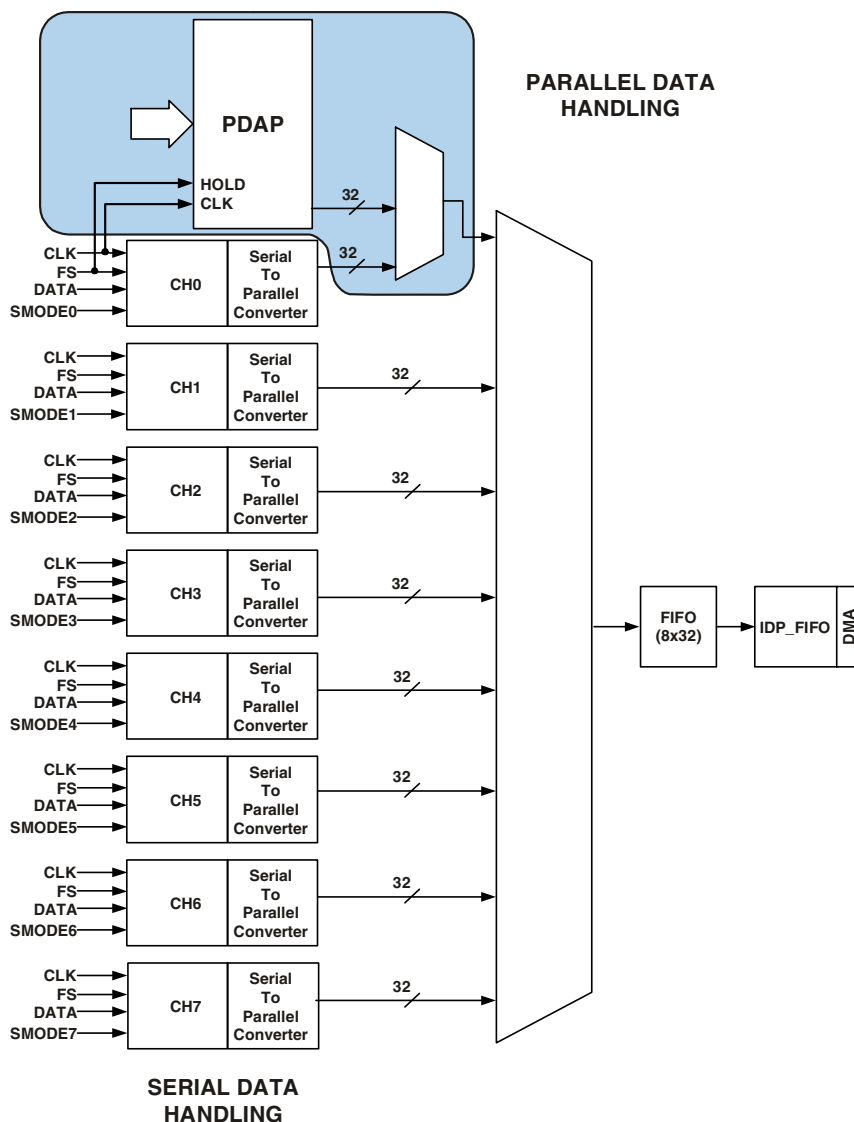 PARALLEL DATA
HANDLING
PDAP
HOLD
CLK
32
32
CLK
FS
DATA
SMODE0
CH0
Serial
To
Parallel
Converter
CLK
FS
DATA
SMODE1
CH1
Serial
To
Parallel
Converter
32
CLK
FS
DATA
SMODE2
CH2
Serial
To
Parallel
Converter
32
CLK
FS
DATA
SMODE3
CH3
Serial
To
Parallel
Converter
32
FIFO
(8x32)
IDP_FIFO
DMA
CLK
FS
DATA
SMODE4
CH4
Serial
To
Parallel
Converter
32
CLK
FS
DATA
SMODE5
CH5
Serial
To
Parallel
Converter
32
CLK
FS
DATA
SMODE6
CH6
Serial
To
Parallel
Converter
32
CLK
FS
DATA
SMODE7
CH7
Serial
To
Parallel
Converter
32
SERIAL DATA
HANDLING